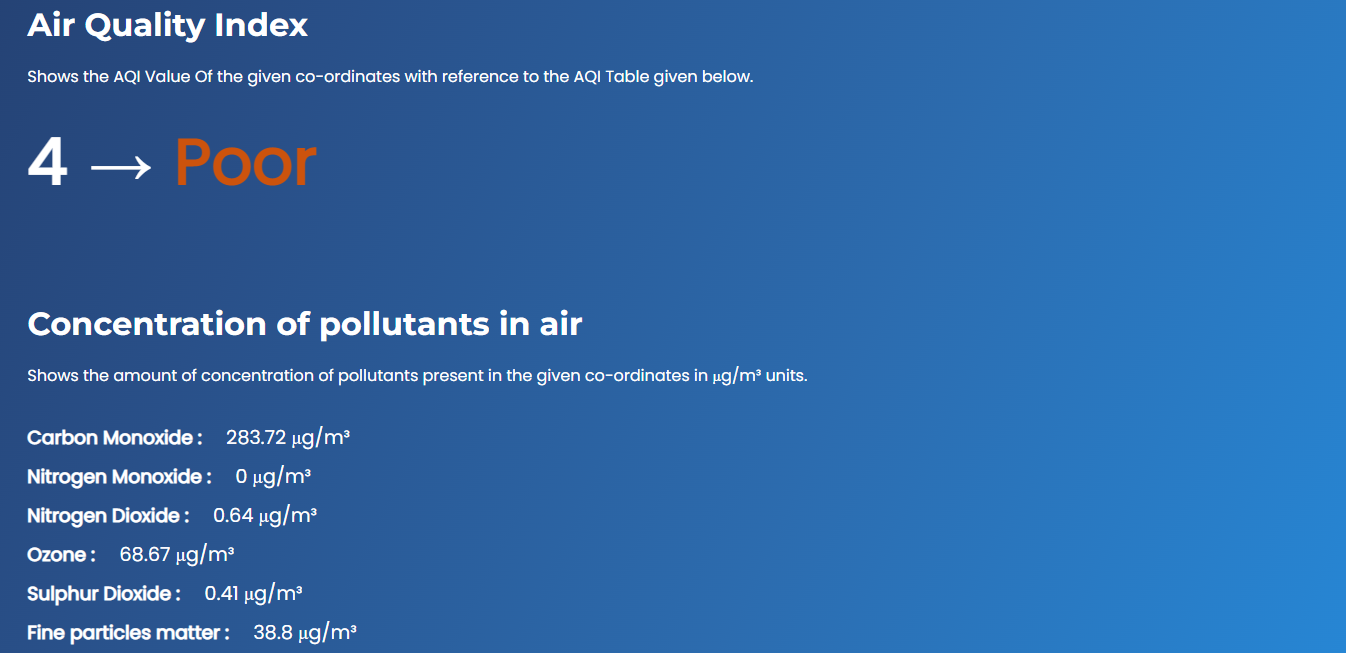 Air Quality Index
Shows the AQI Value Of the given co-ordinates with reference to the AQI Table given below.
4 → Poor
Concentration of pollutants in air
Shows the amount of concentration of pollutants present in the given co-ordinates in μg/m³ units.
Carbon Monoxide : 283.72 μg/m³
Nitrogen Monoxide : 0 μg/m³
Nitrogen Dioxide : 0.64 μg/m³
Ozone : 68.67 μg/m³
Sulphur Dioxide : 0.41 μg/m³
Fine particles matter : 38.8 μg/m³